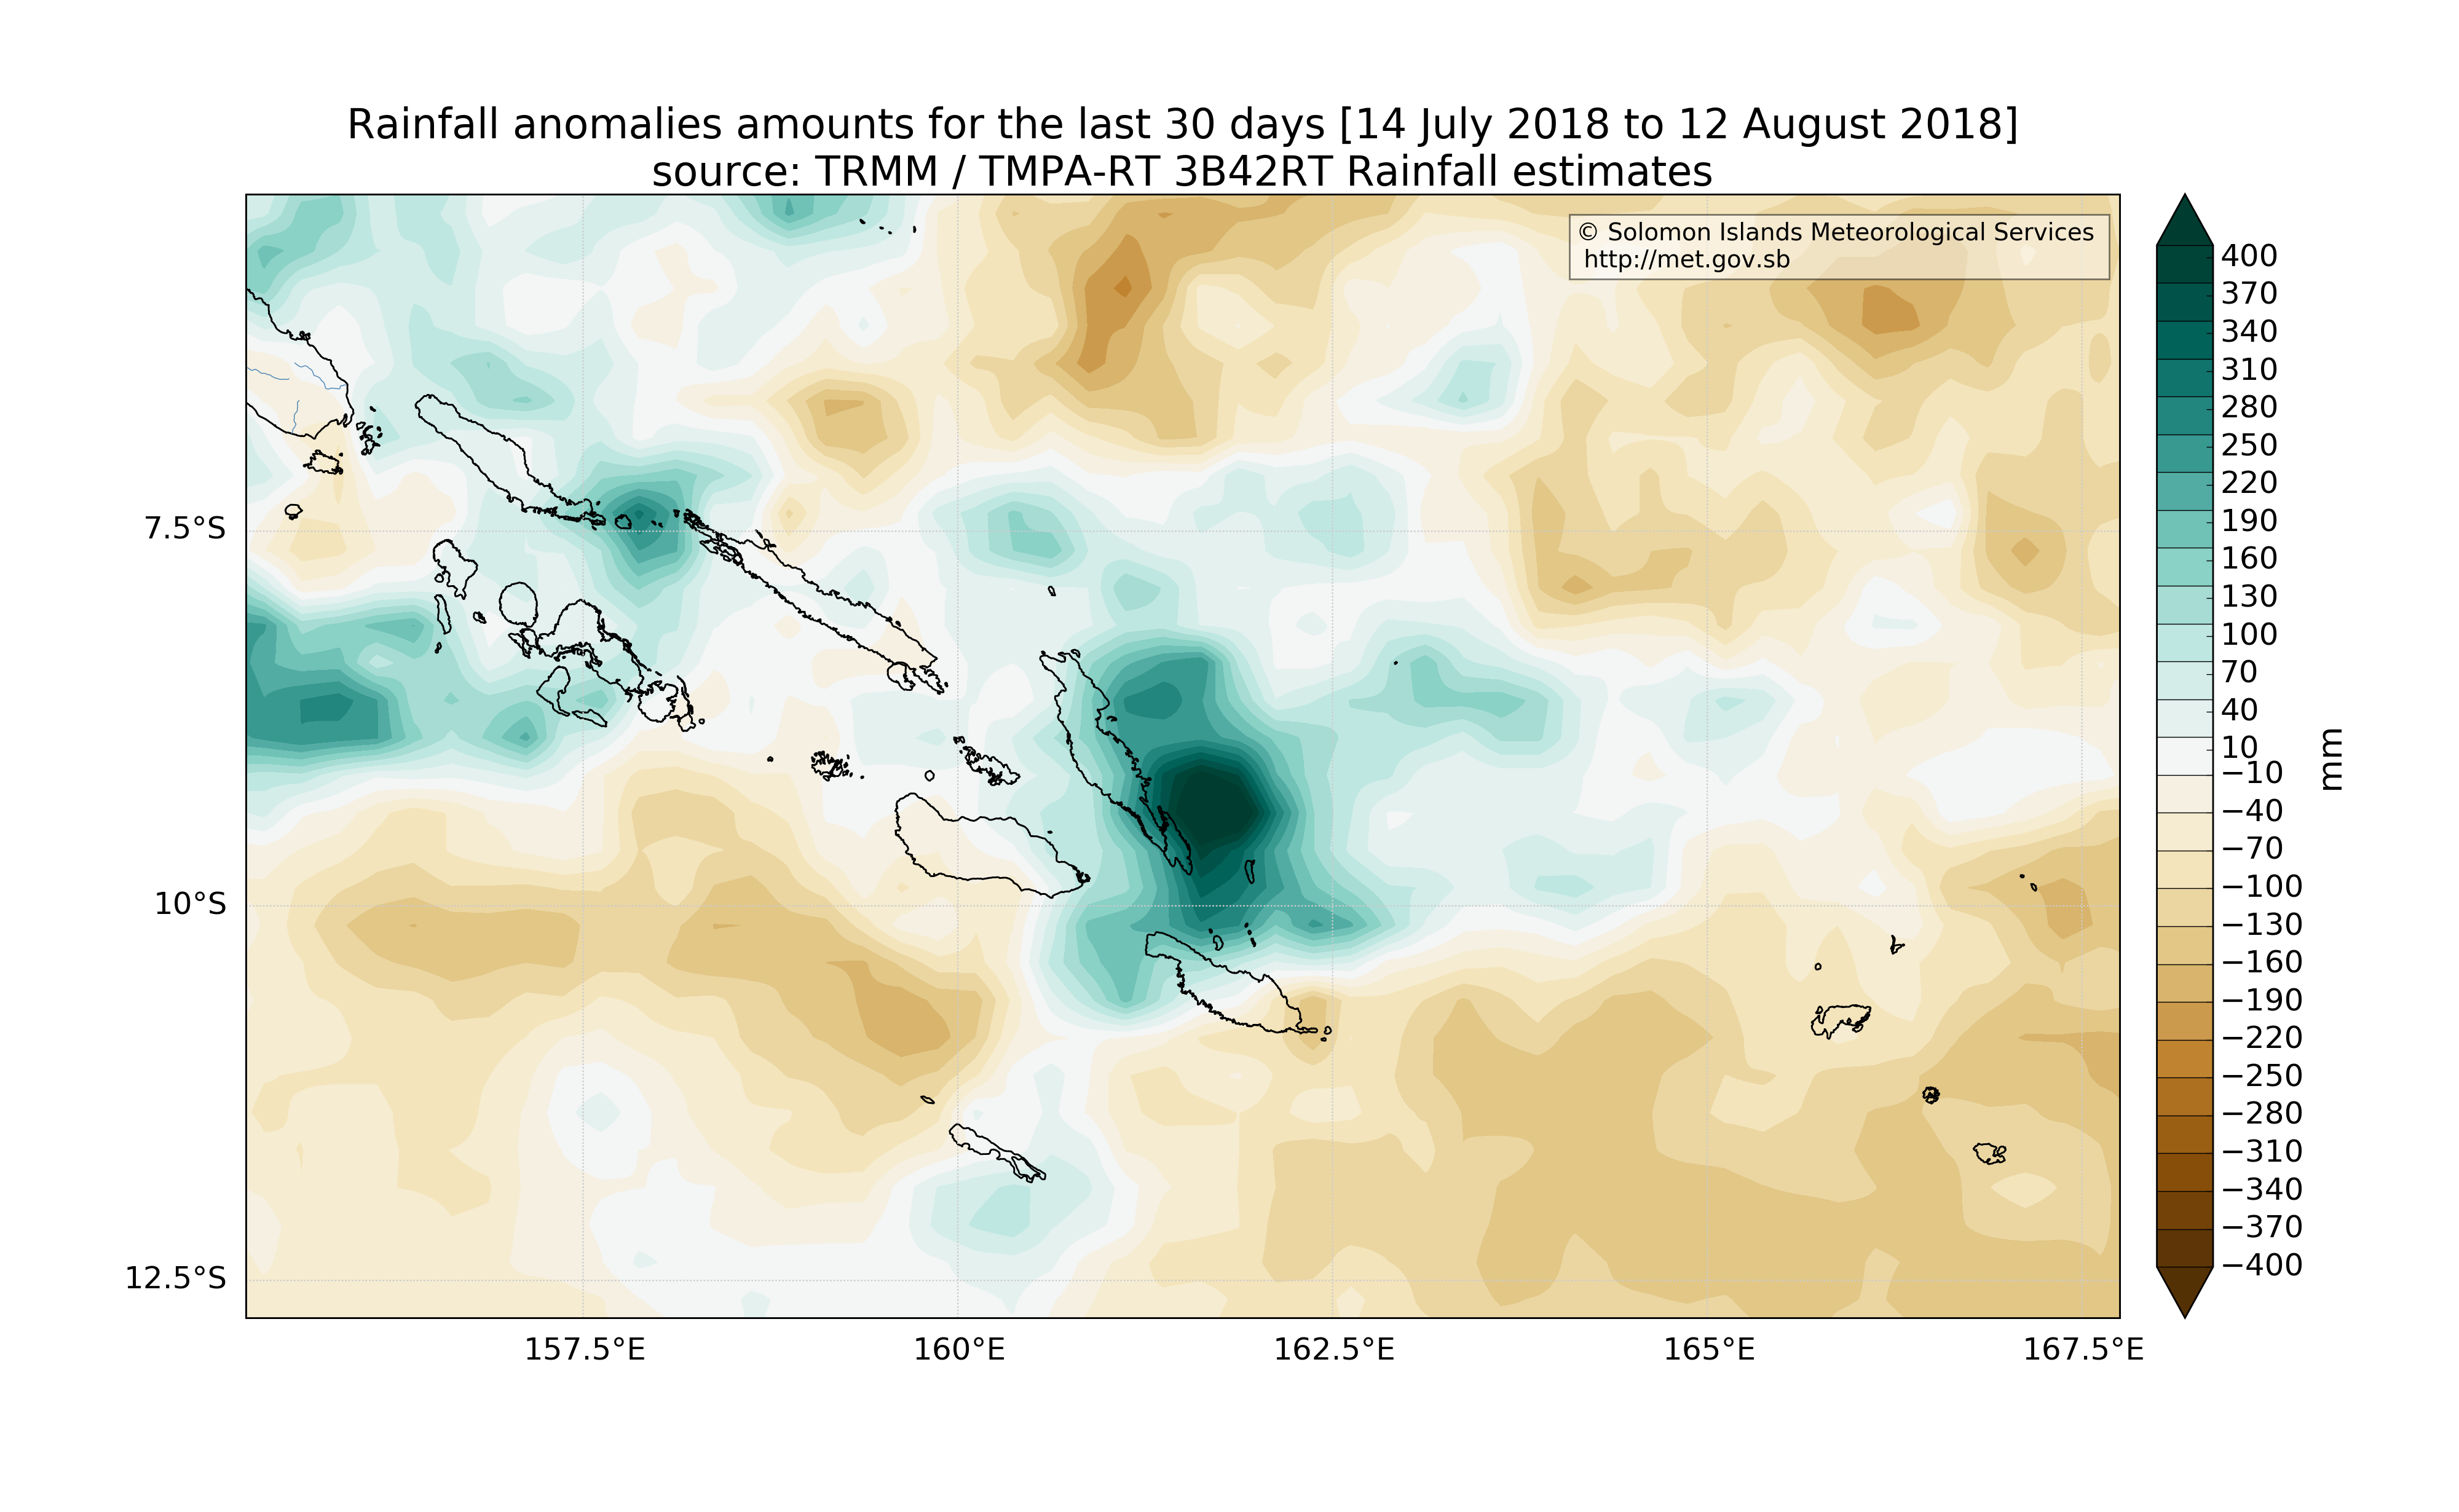 Rainfall anomalies amounts for the last 30 days [14 July 2018 to 12 August 2018]
source: TRMM / TMPA-RT 3B42RT Rainfall estimates
© Solomon Islands Meteorological Services
http://met.gov.sb
7.5°S
10°S
12.5°S
157.5°E
160°E
162.5°E
165°E
167.5°E
400
370
340
310
280
250
220
190
160
130
100
70
40
10
−10
−40
−70
−100
−130
−160
−190
−220
−250
−280
−310
−340
−370
−400
mm